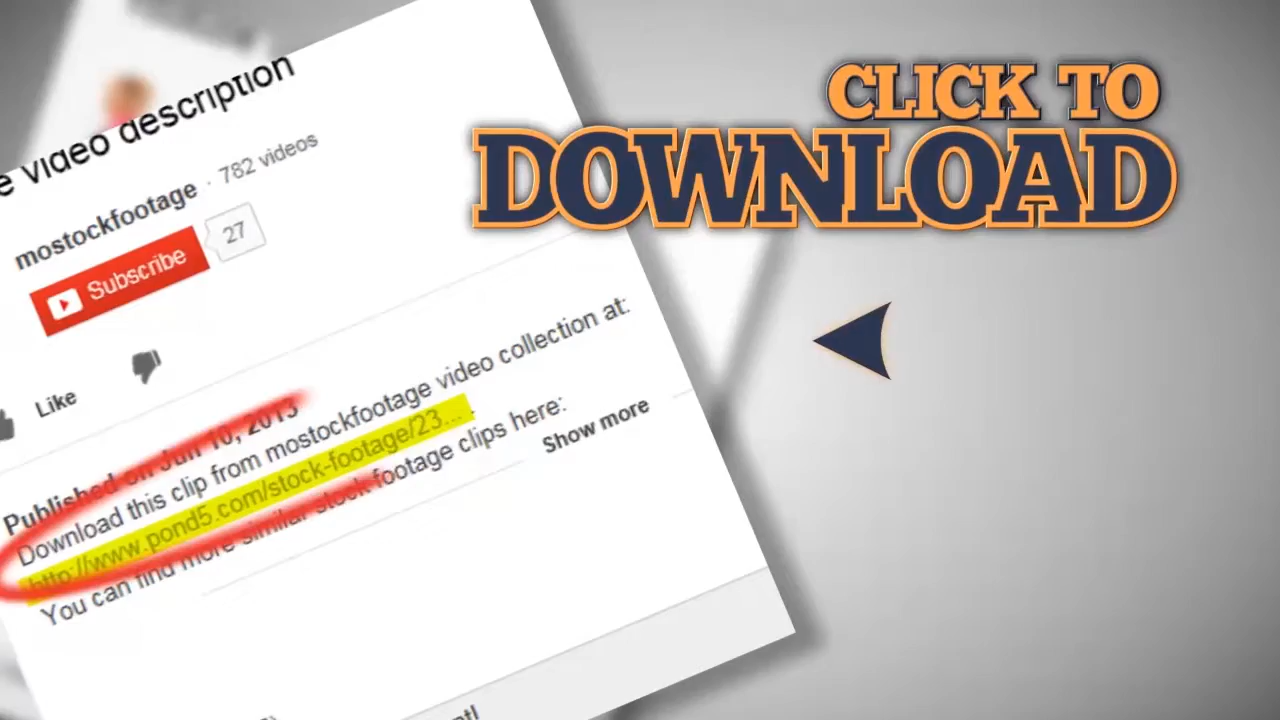 CLICK TO
DOWNLOAD
e video description
mostockfootage · 782 videos
Subscribe
27
Like
Published on Jun 10, 2013
Download this clip from mostockfootage video collection at:
http://www.pond5.com/stock-footage/23... .
You can find more similar stock footage clips here:
Show more